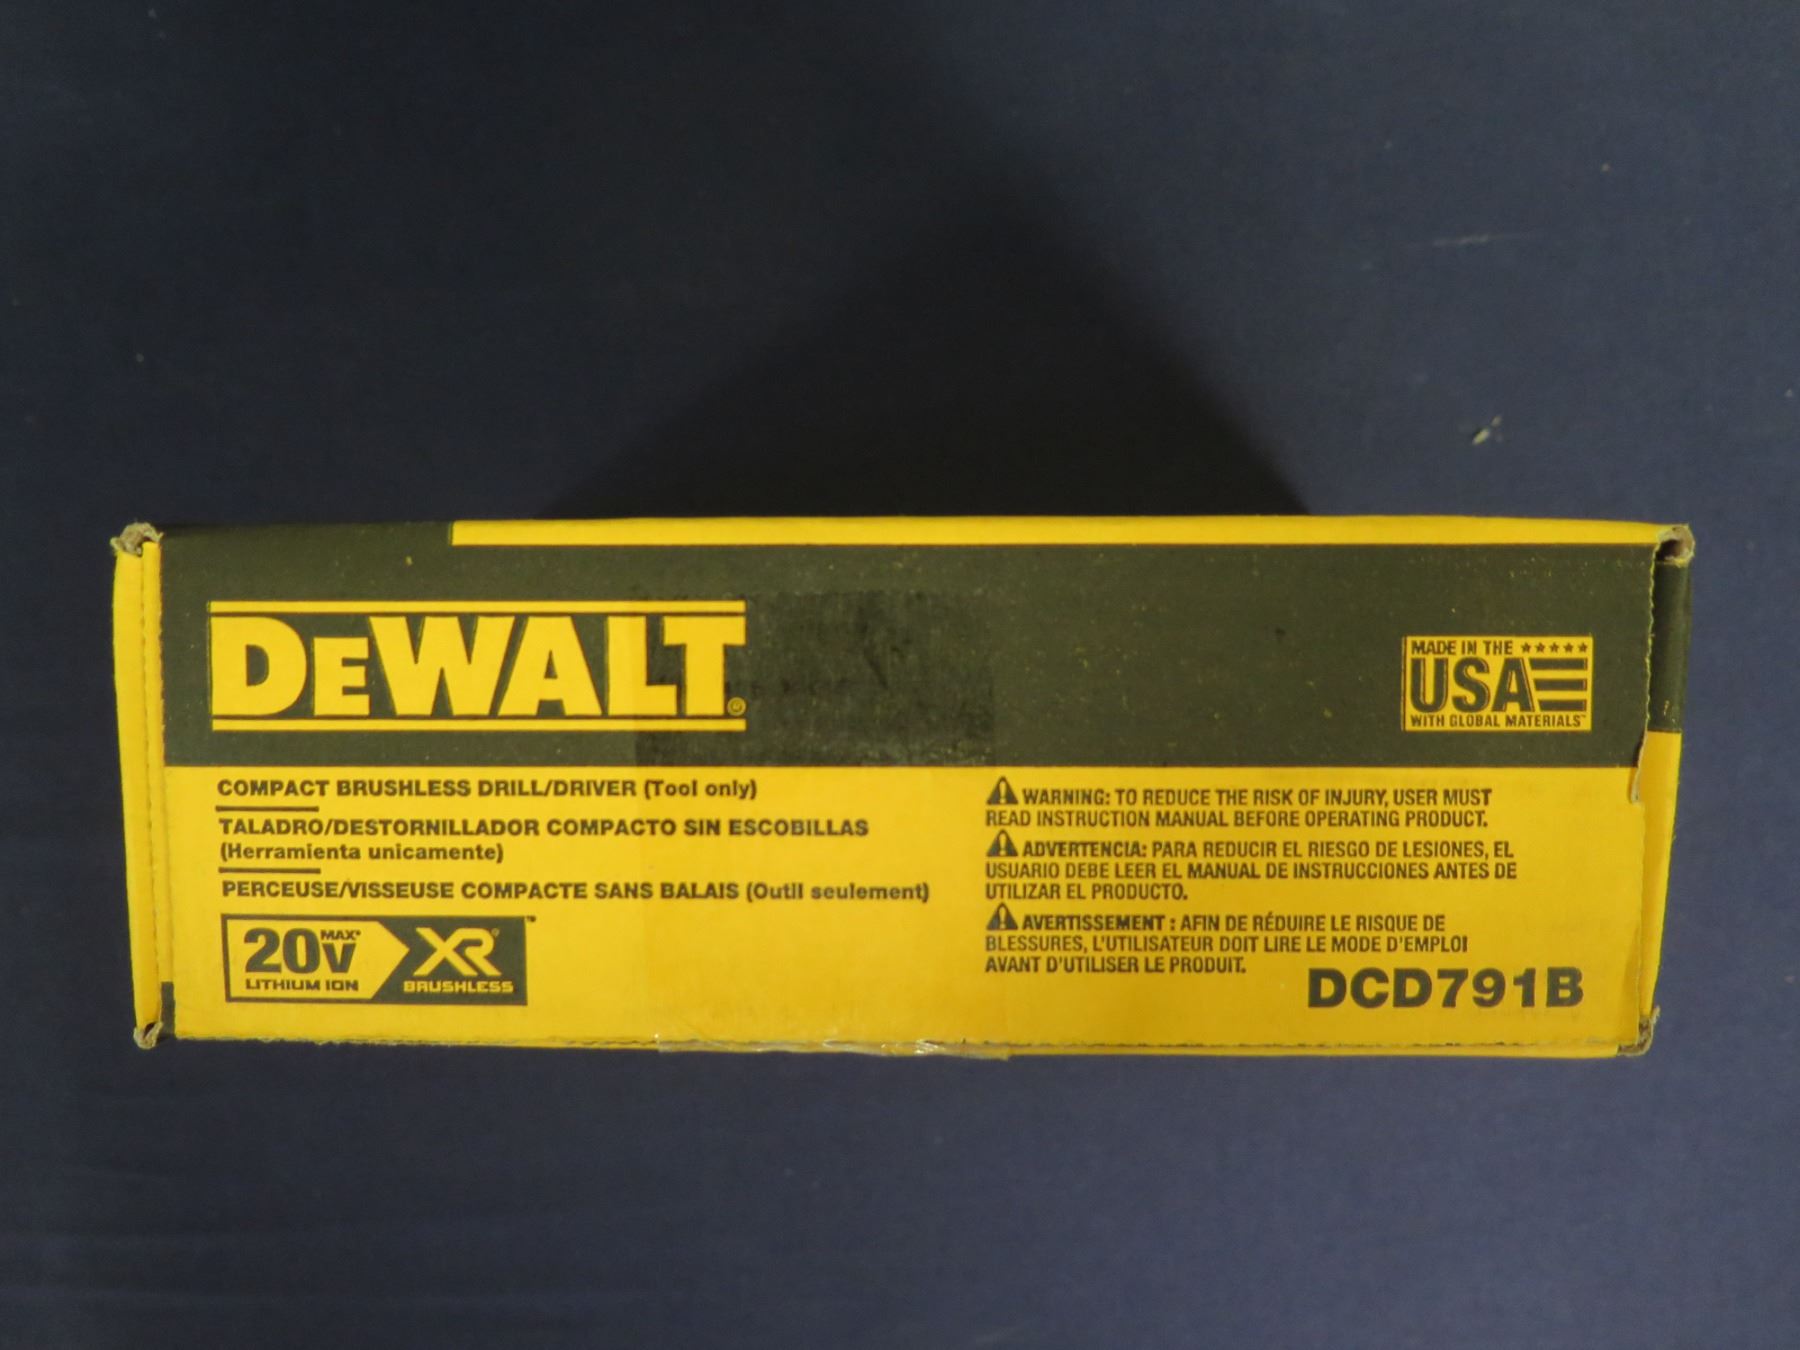 DEWALT®
MADE IN THE ★★★★★
USA
WITH GLOBAL MATERIALS™
COMPACT BRUSHLESS DRILL/DRIVER (Tool only)
TALADRO/DESTORNILLADOR COMPACTO SIN ESCOBILLAS
(Herramienta unicamente)
PERCEUSE/VISSEUSE COMPACTE SANS BALAIS (Outil seulement)
20V MAX*
LITHIUM ION
XR®
BRUSHLESS
™
⚠ WARNING: TO REDUCE THE RISK OF INJURY, USER MUST
READ INSTRUCTION MANUAL BEFORE OPERATING PRODUCT.
⚠ ADVERTENCIA: PARA REDUCIR EL RIESGO DE LESIONES, EL
USUARIO DEBE LEER EL MANUAL DE INSTRUCCIONES ANTES DE
UTILIZAR EL PRODUCTO.
⚠ AVERTISSEMENT : AFIN DE RÉDUIRE LE RISQUE DE
BLESSURES, L'UTILISATEUR DOIT LIRE LE MODE D'EMPLOI
AVANT D'UTILISER LE PRODUIT.
DCD791B